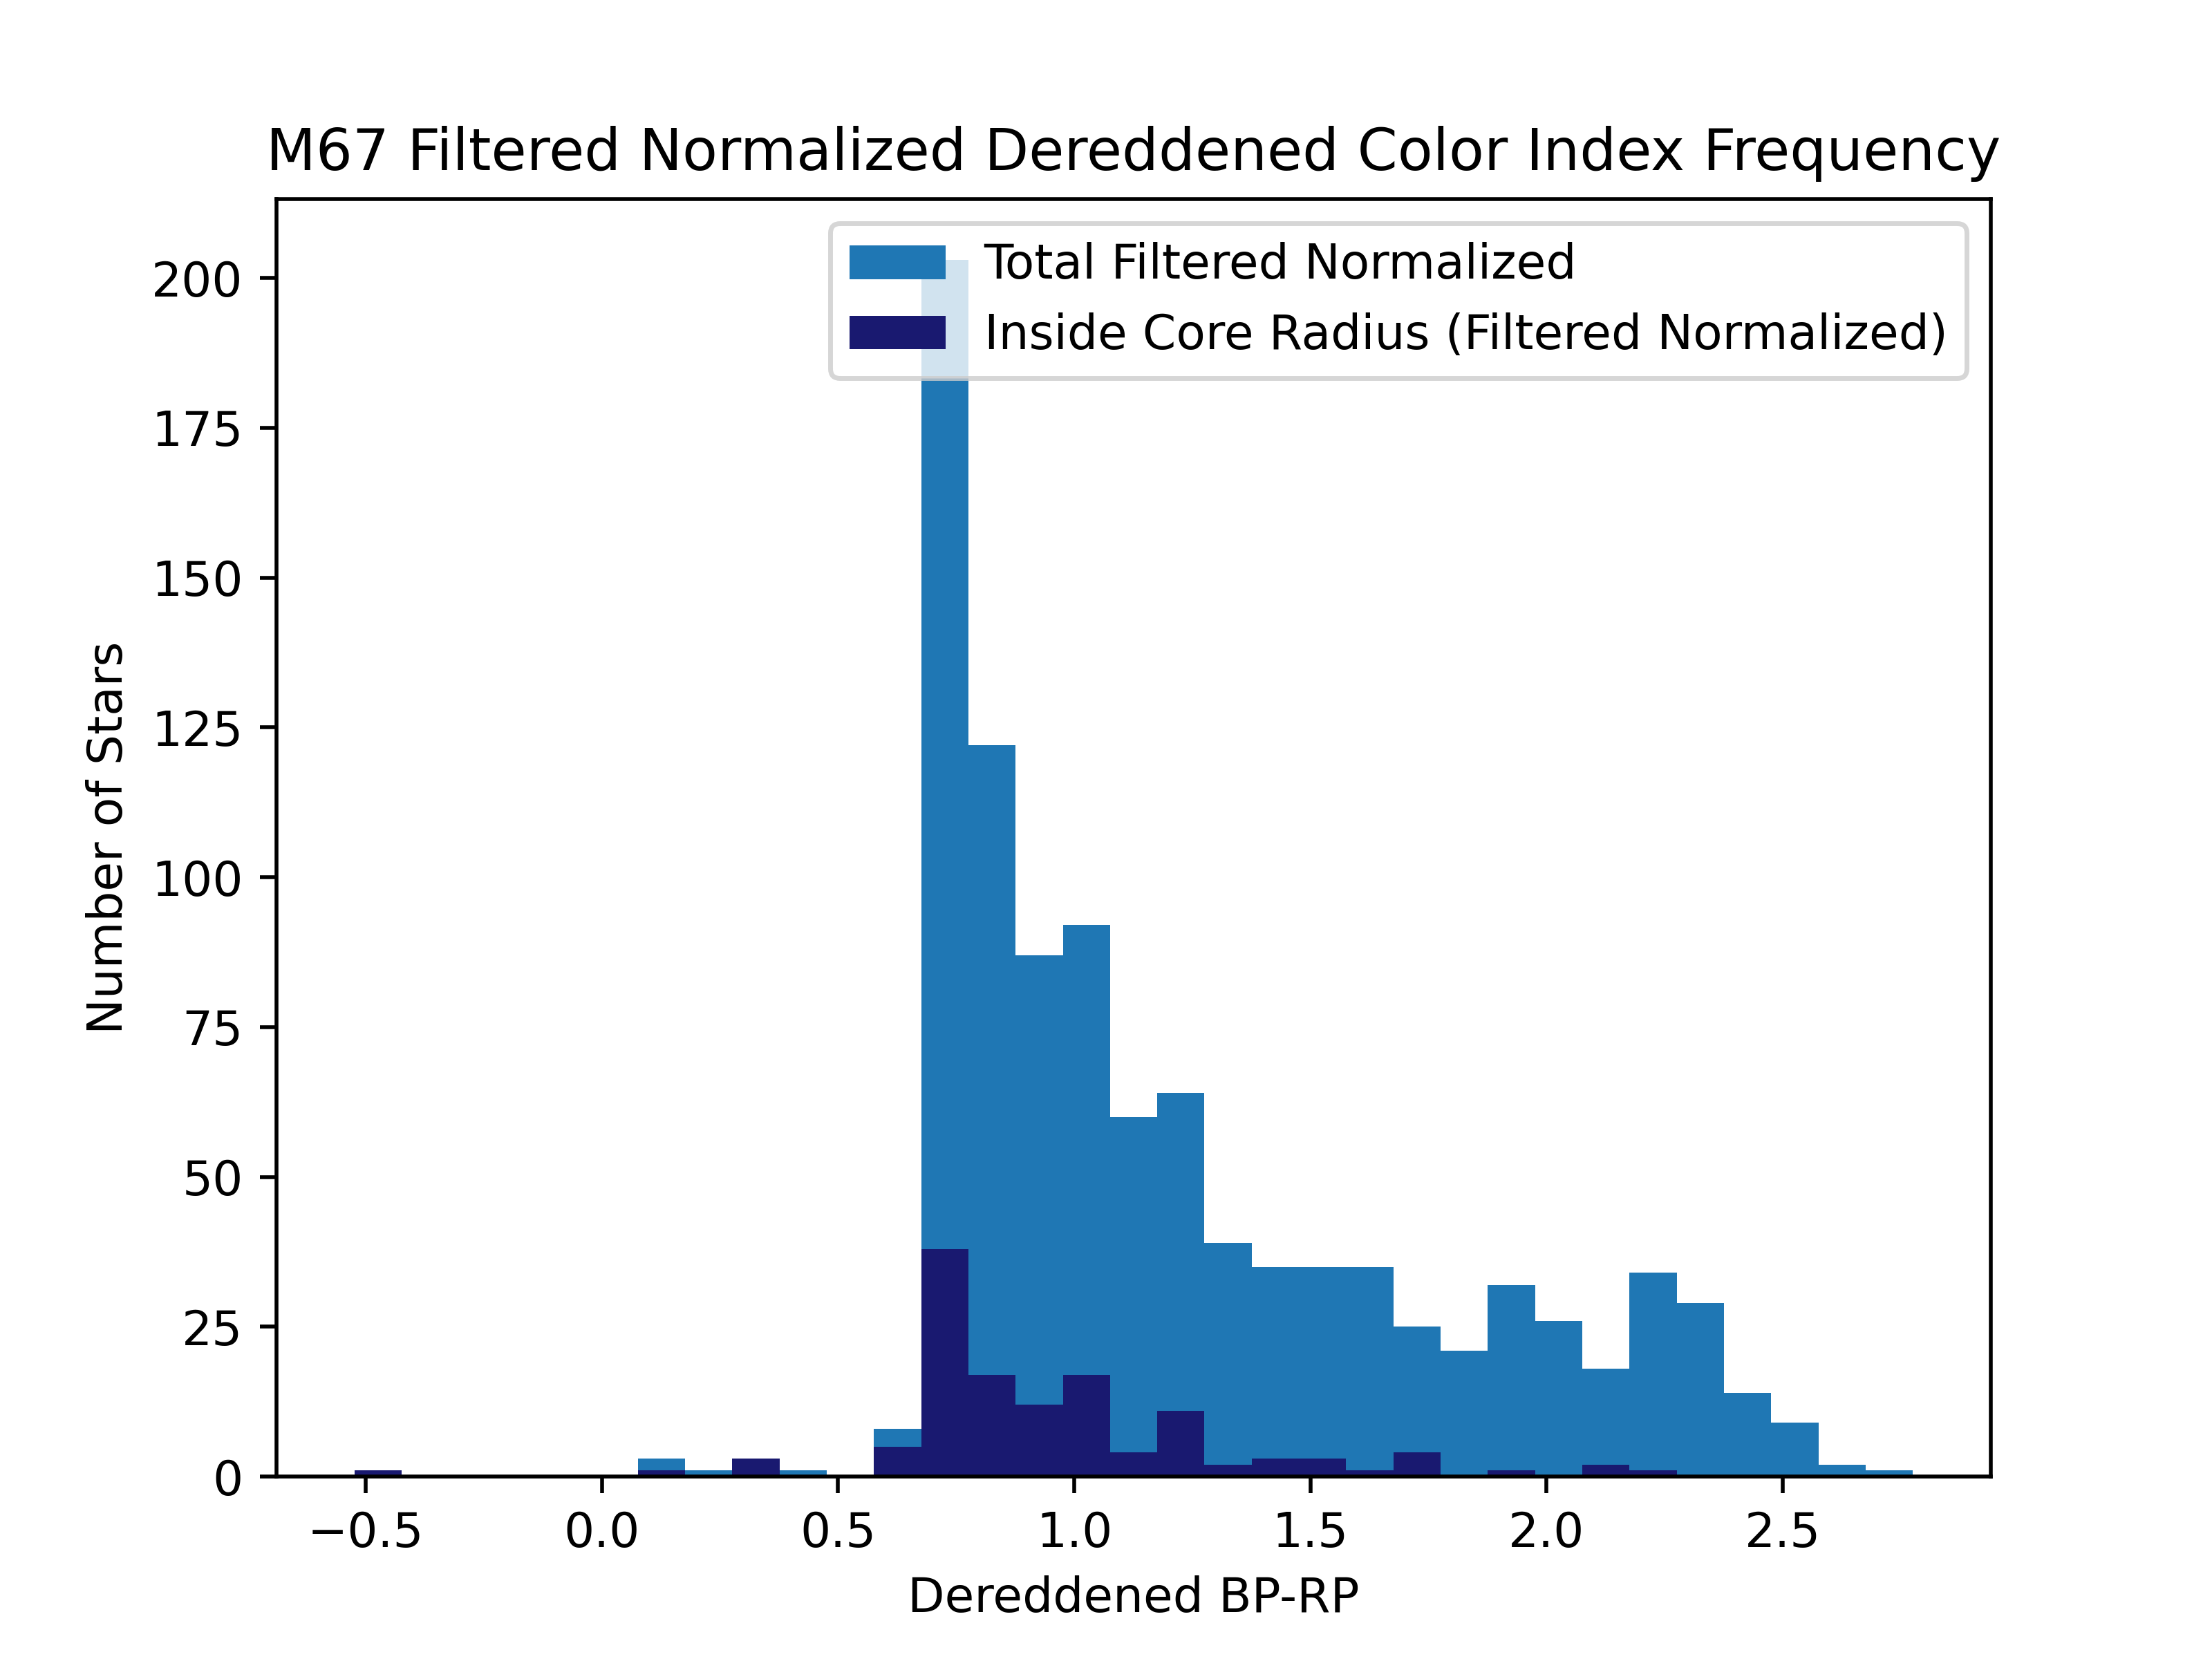 M67 Filtered Normalized Dereddened Color Index Frequency
Total Filtered Normalized
Inside Core Radius (Filtered Normalized)
200
175
150
125
100
75
50
25
0
Number of Stars
−0.5 0.0 0.5 1.0 1.5 2.0 2.5
Dereddened BP-RP